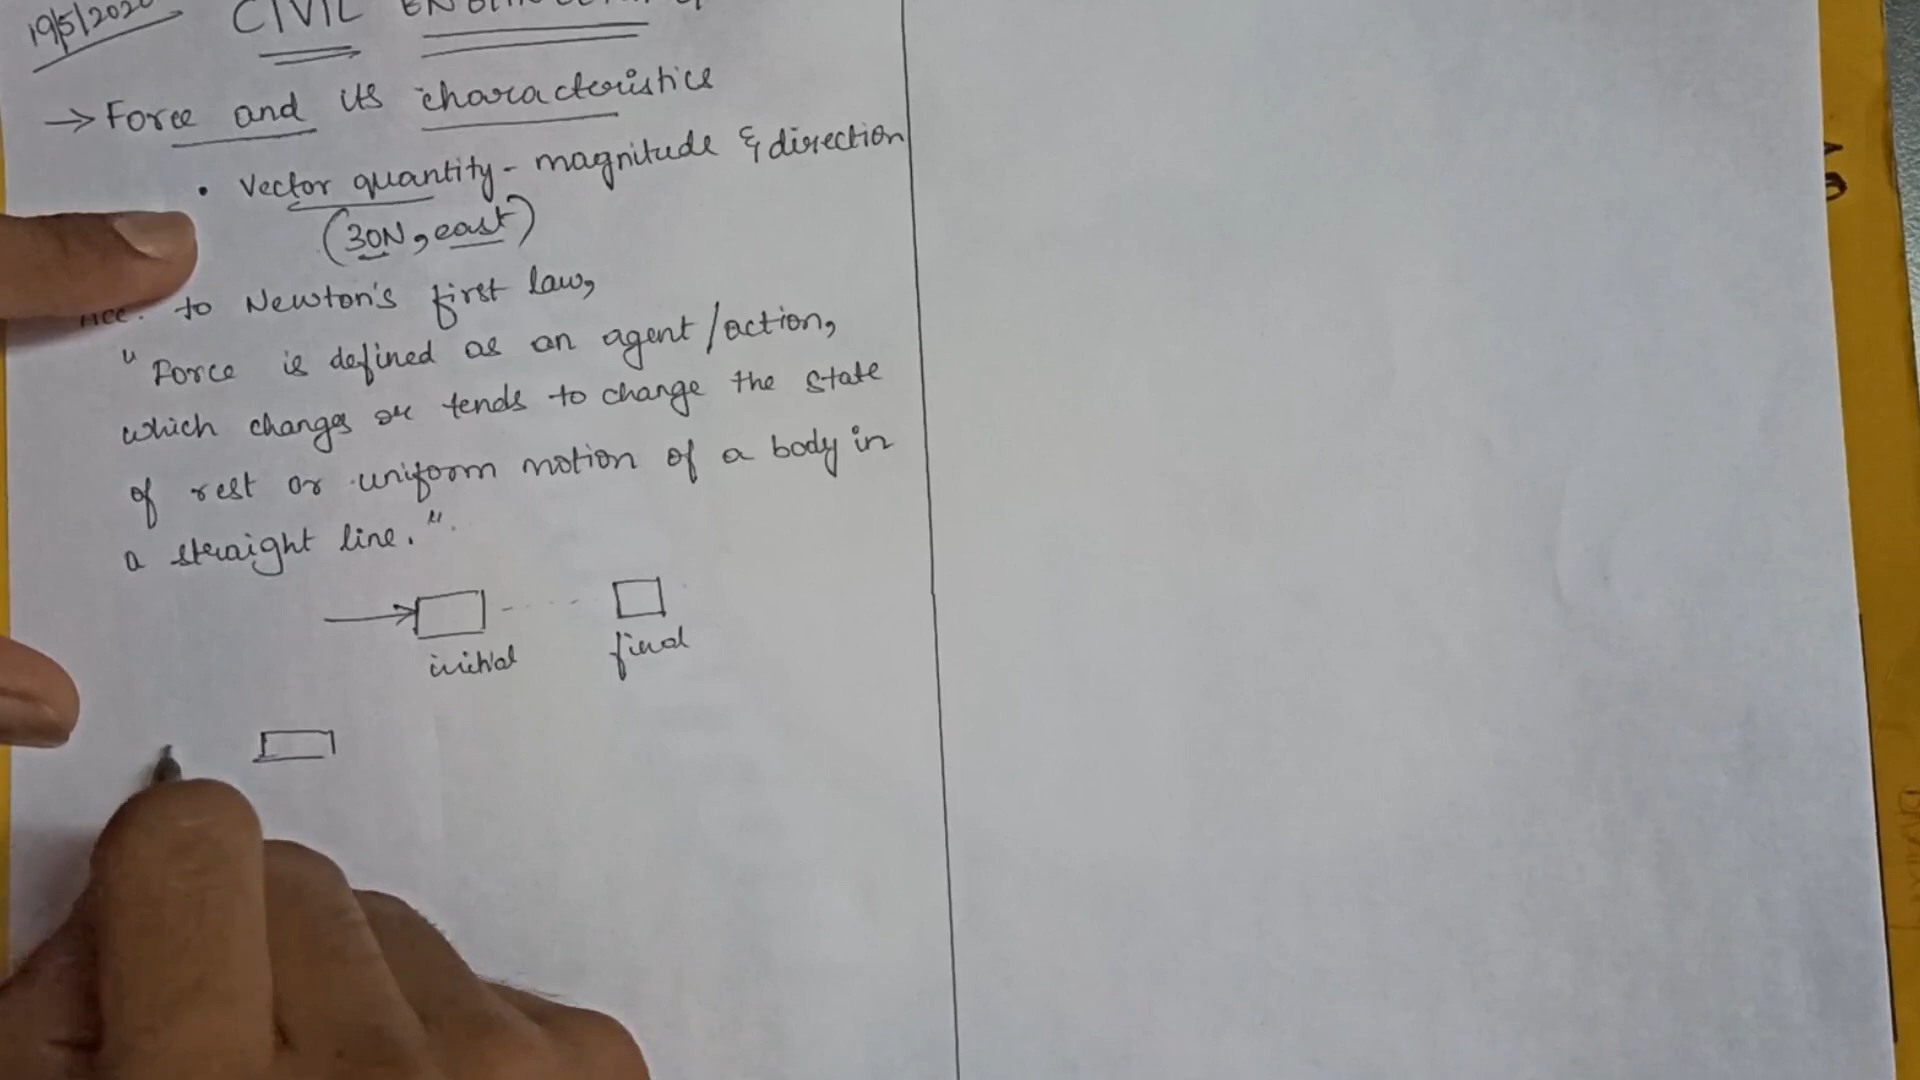 19/5/2020 CIVIL
→ Force and its characteristics
• Vector quantity - magnitude & direction
(30N, east)
Acc. to Newton's first law,
"Force is defined as an agent/action,
which changes or tends to change the state
of rest or uniform motion of a body in
a straight line.".
initial final